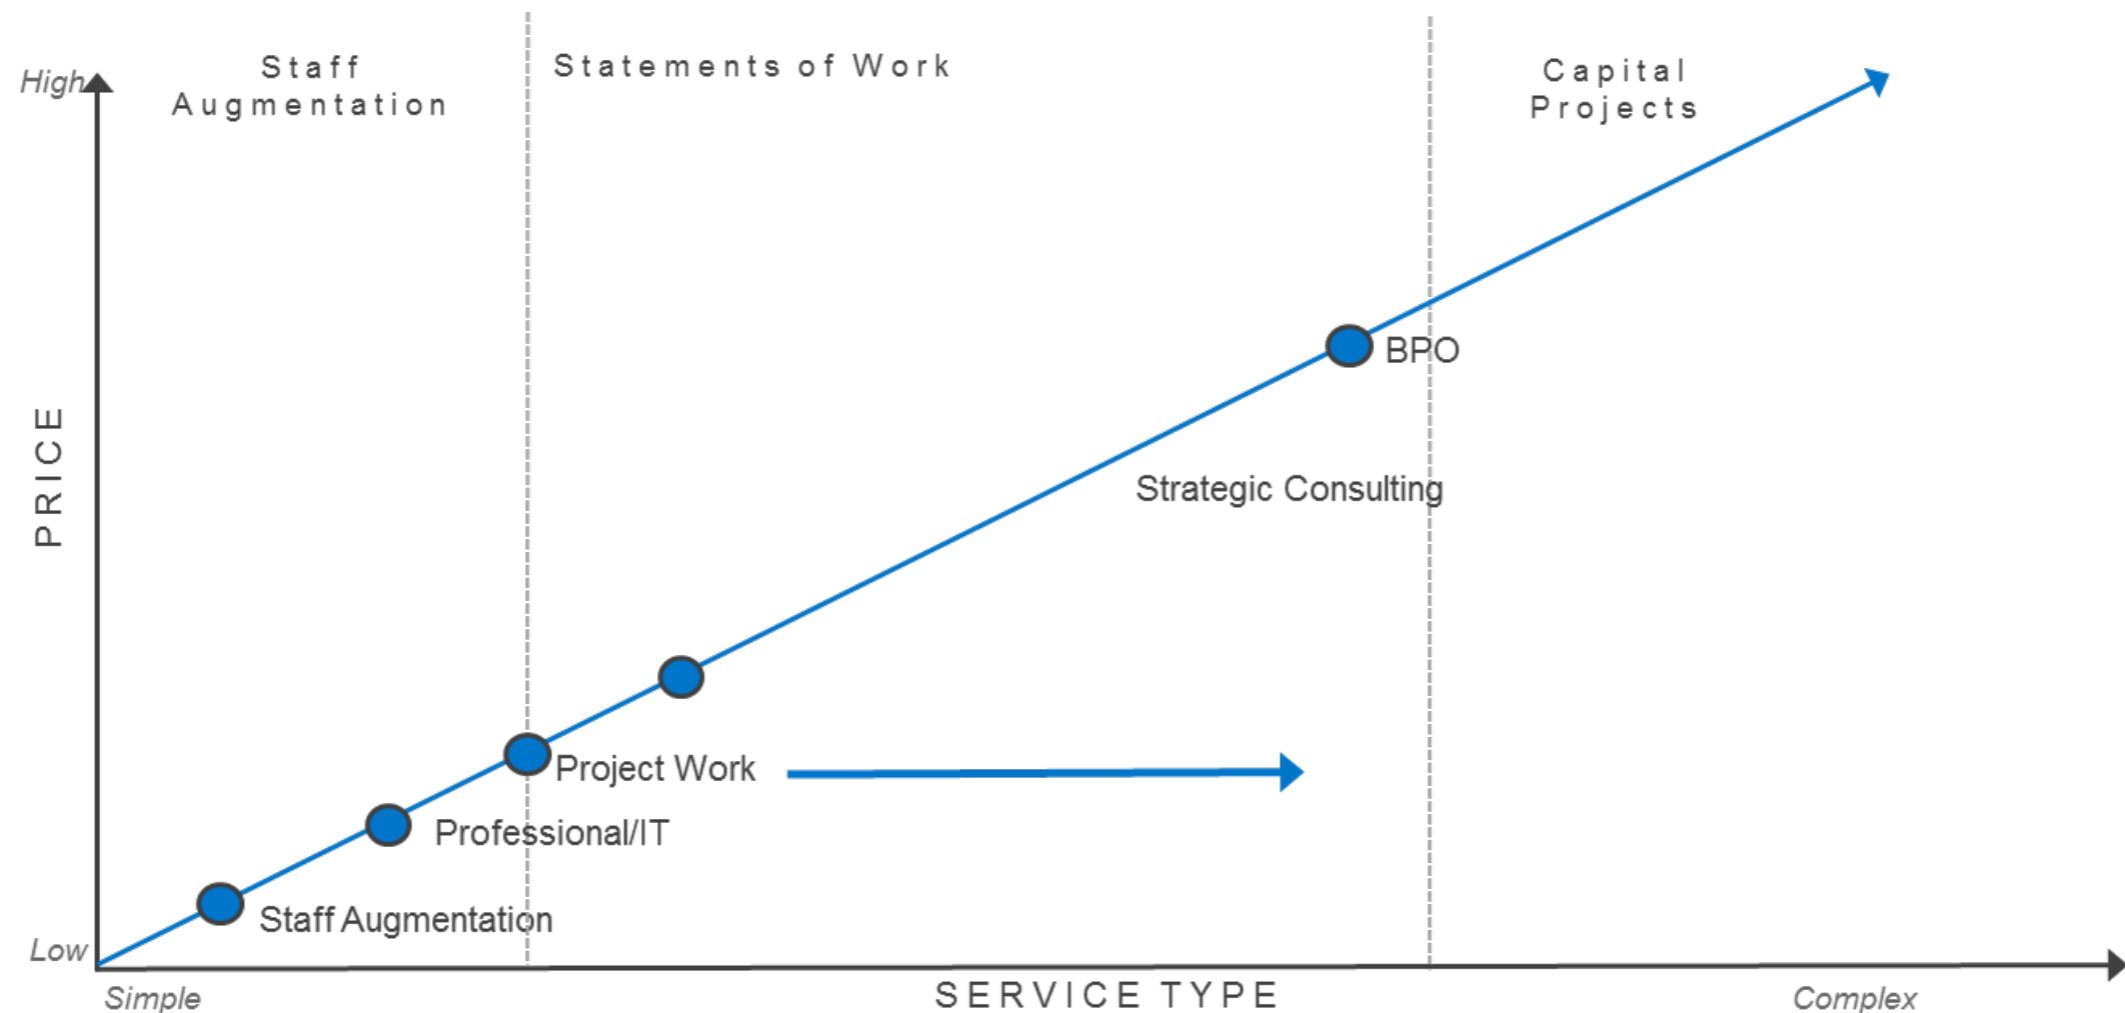 Staff
Augmentation
Statements of Work
Capital
Projects
High
PRICE
BPO
Strategic Consulting
Project Work
Professional/IT
Staff Augmentation
Low
Simple
SERVICE TYPE
Complex